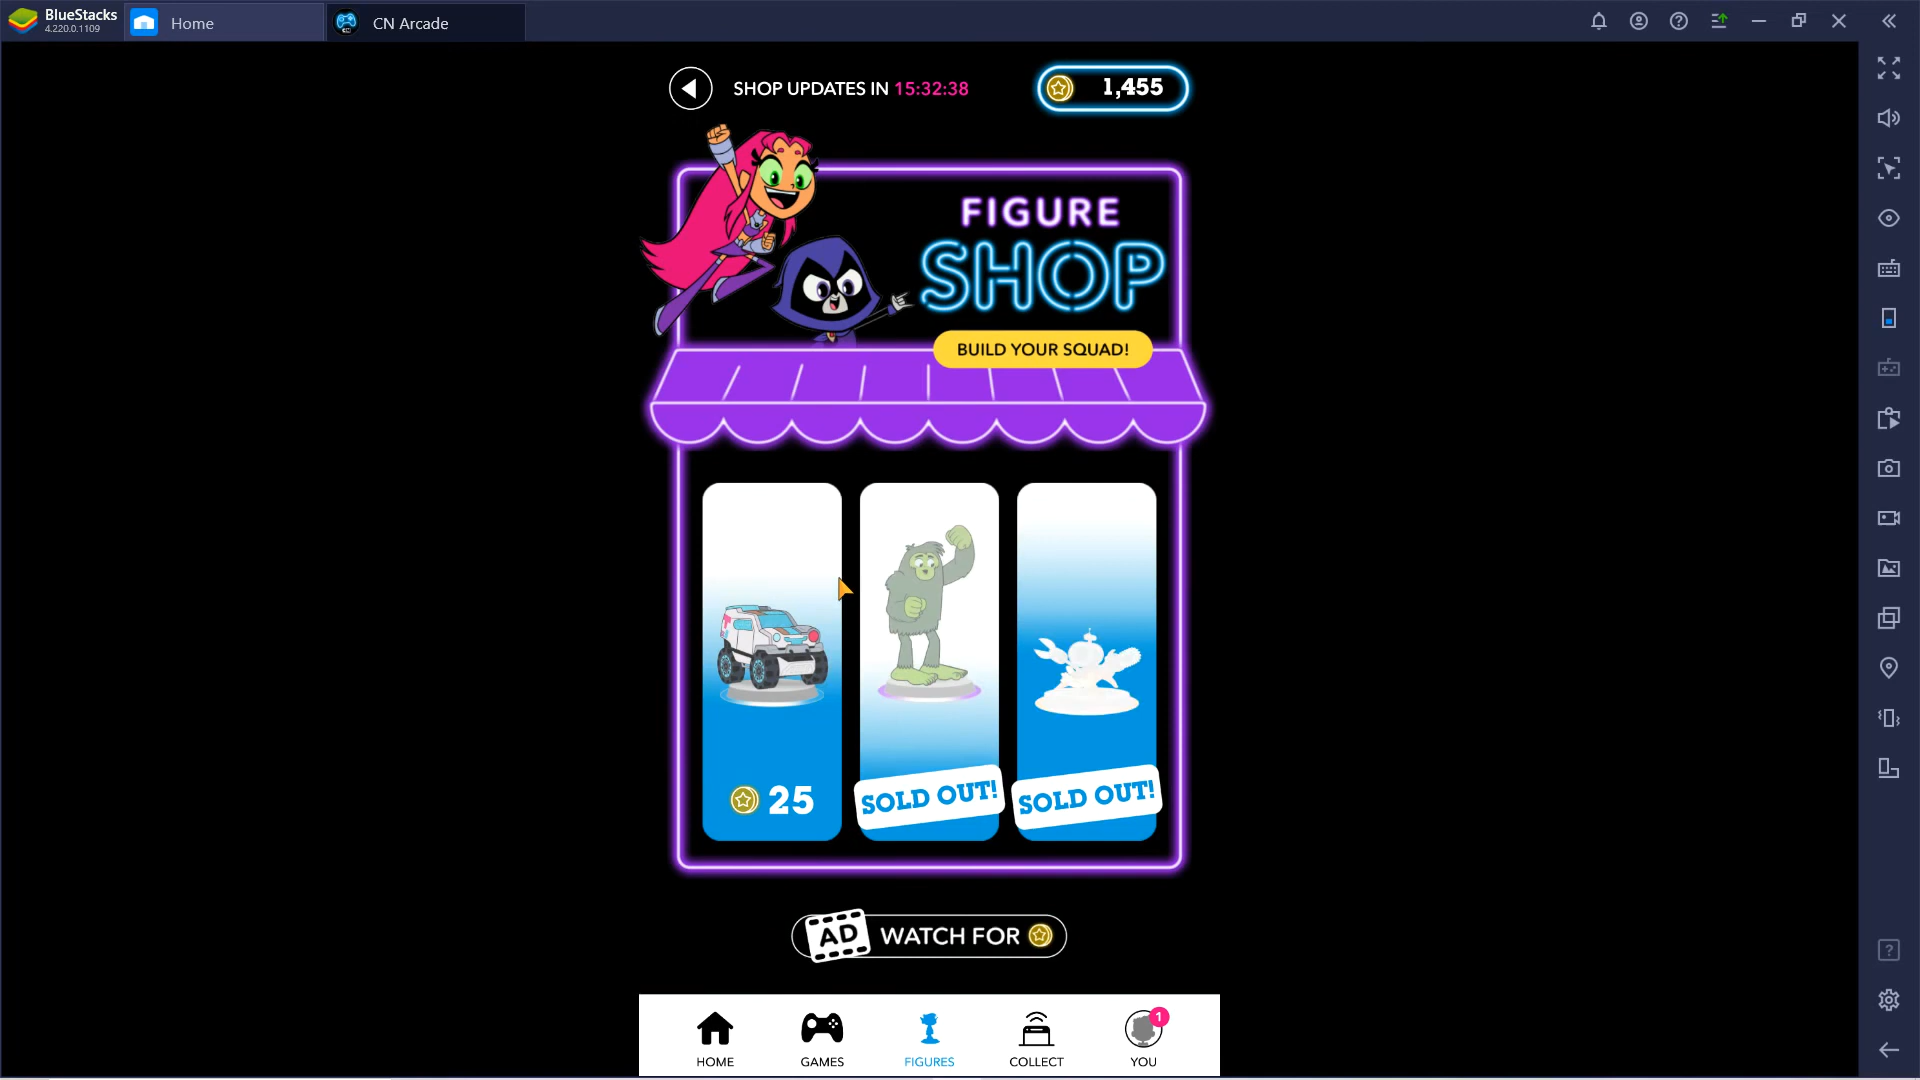 BlueStacks
4.220.0.1109
Home
CN Arcade
SHOP UPDATES IN 15:32:38
1,455
FIGURE
SHOP
BUILD YOUR SQUAD!
25
SOLD OUT!
SOLD OUT!
AD WATCH FOR
HOME
GAMES
FIGURES
COLLECT
1
YOU